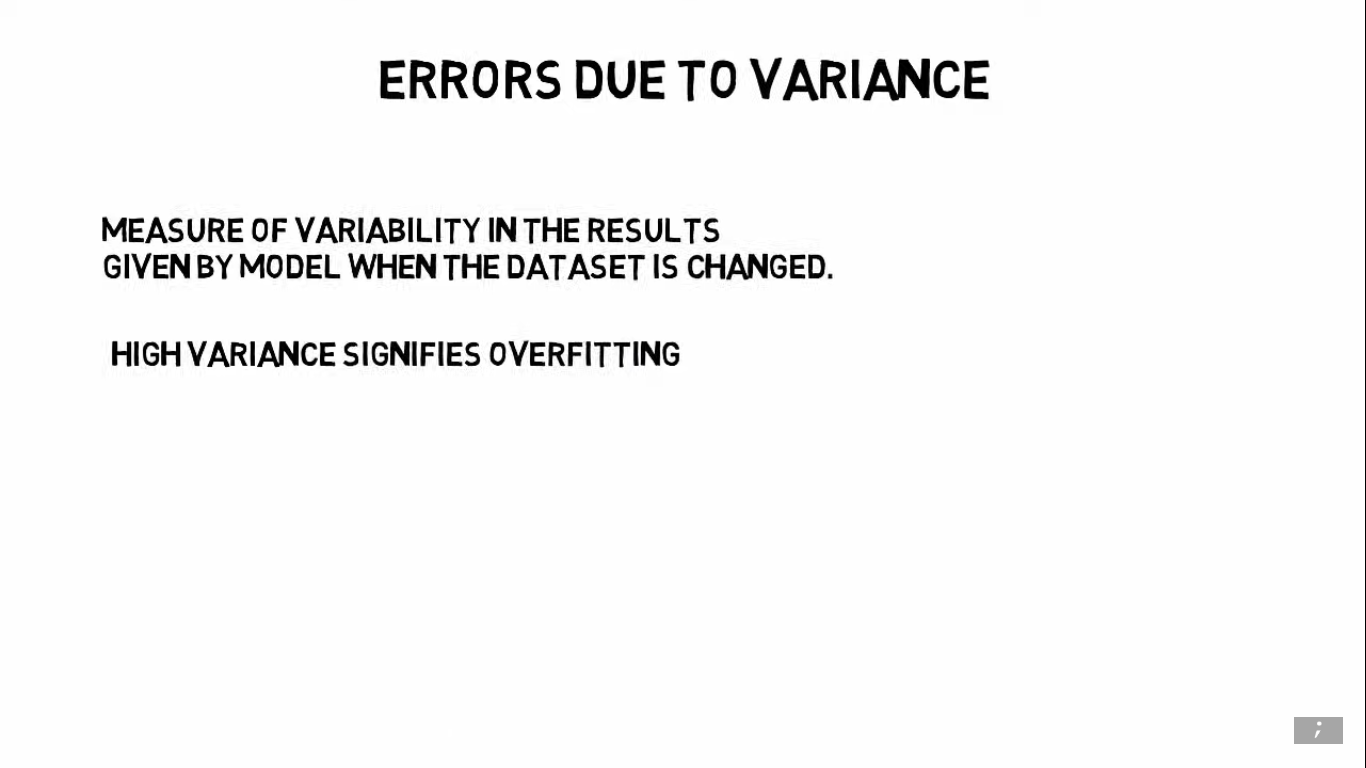 ERRORS DUE TO VARIANCE
MEASURE OF VARIABILITY IN THE RESULTS
GIVEN BY MODEL WHEN THE DATASET IS CHANGED.
HIGH VARIANCE SIGNIFIES OVERFITTING
;